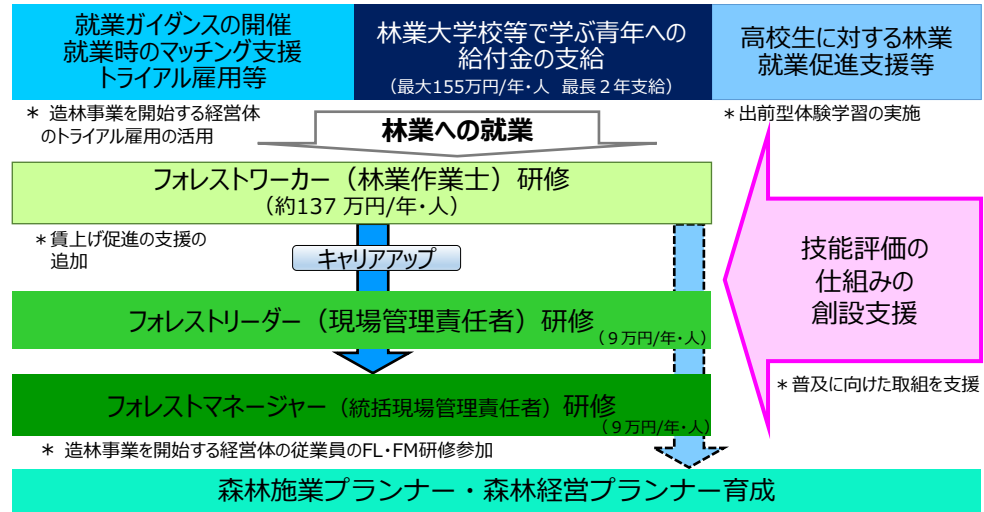 就業ガイダンスの開催
就業時のマッチング支援
トライアル雇用等
林業大学校等で学ぶ青年への
給付金の支給
（最大155万円/年・人 最長２年支給）
高校生に対する林業
就業促進支援等
＊ 造林事業を開始する経営体
のトライアル雇用の活用
＊出前型体験学習の実施
林業への就業
フォレストワーカー（林業作業士）研修
（約137 万円/年・人）
＊賃上げ促進の支援の
追加
キャリアアップ
技能評価の
仕組みの
創設支援
フォレストリーダー（現場管理責任者）研修
（９万円/年・人）
＊普及に向けた取組を支援
フォレストマネージャー（統括現場管理責任者）研修
（９万円/年・人）
＊ 造林事業を開始する経営体の従業員のFL・FM研修参加
森林施業プランナー・森林経営プランナー育成